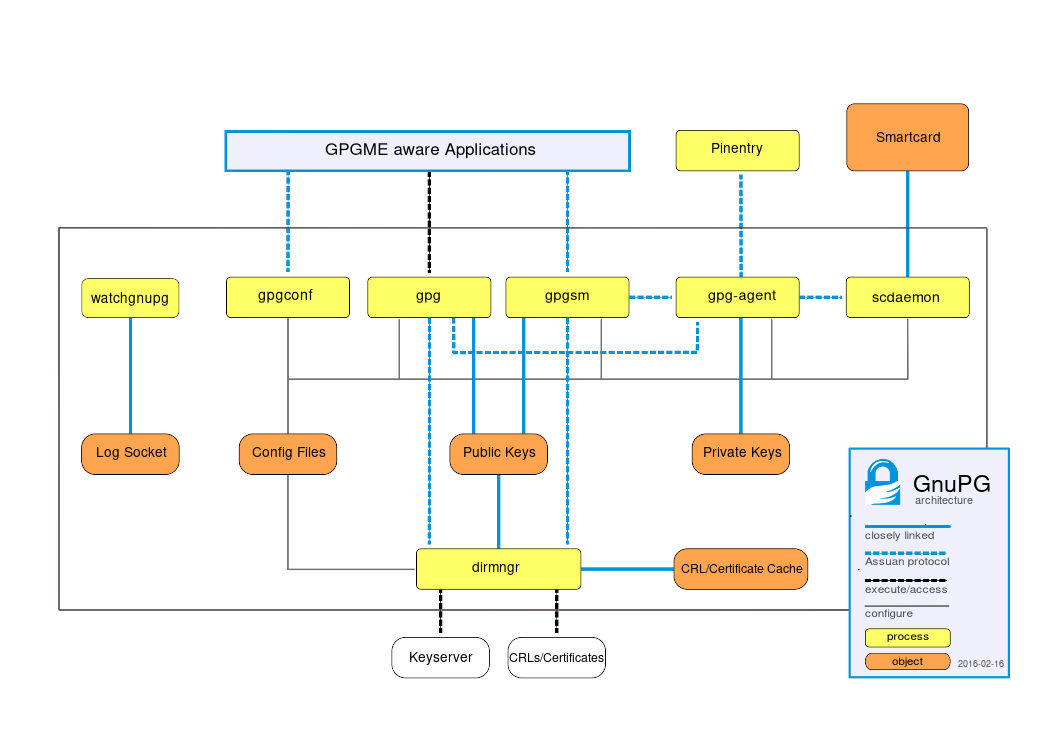 Smartcard
GPGME aware Applications
Pinentry
watchgnupg
gpgconf
gpg
gpgsm
gpg-agent
scdaemon
Log Socket
Config Files
Public Keys
Private Keys
dirmngr
CRL/Certificate Cache
Keyserver
CRLs/Certificates
GnuPG
architecture
closely linked
Assuan protocol
execute/access
configure
process
object
2016-02-16